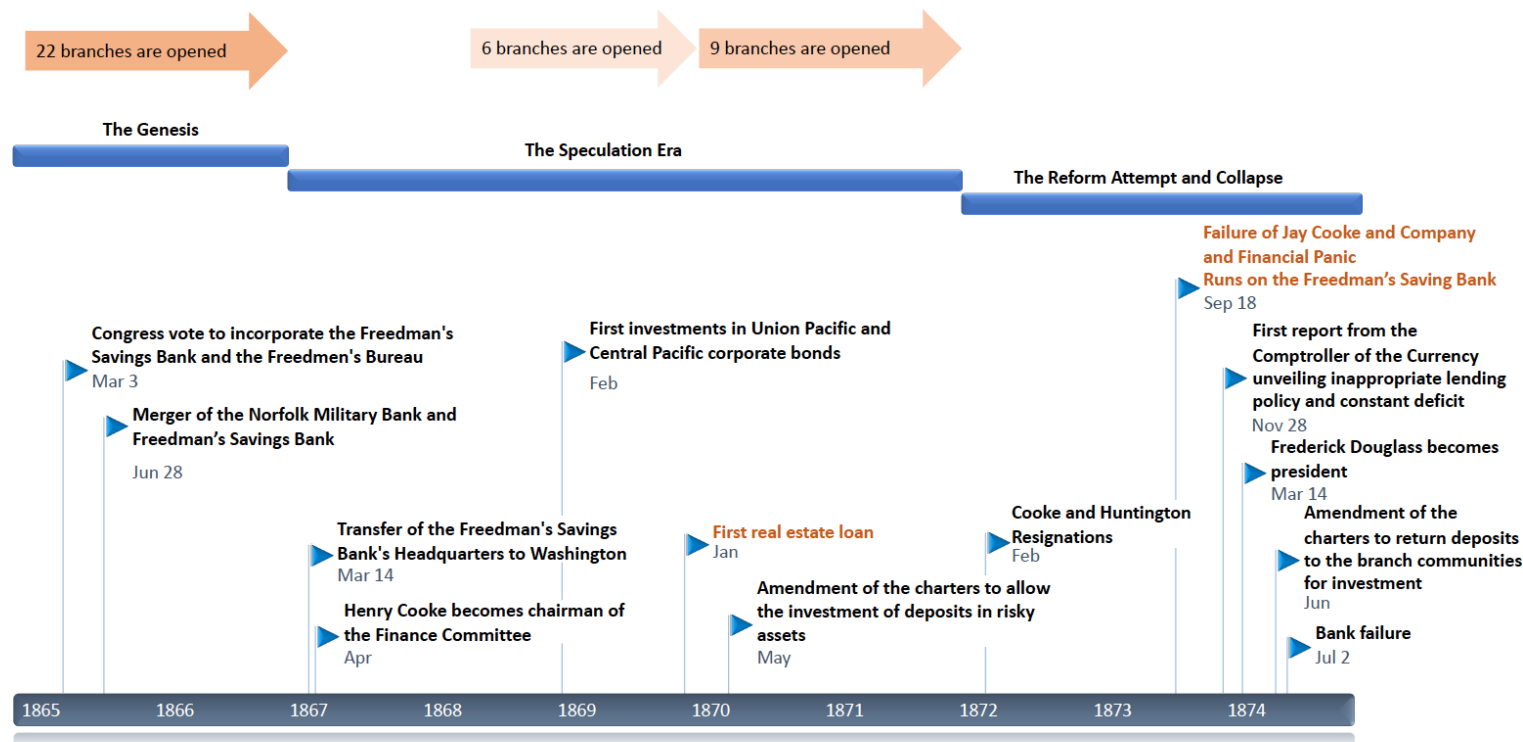 22 branches are opened
6 branches are opened
9 branches are opened
The Genesis
The Speculation Era
The Reform Attempt and Collapse
Failure of Jay Cooke and Company
and Financial Panic
Runs on the Freedman’s Saving Bank
Sep 18
Congress vote to incorporate the Freedman's
Savings Bank and the Freedmen's Bureau
Mar 3
First investments in Union Pacific and
Central Pacific corporate bonds
Feb
First report from the
Comptroller of the Currency
unveiling inappropriate lending
policy and constant deficit
Nov 28
Merger of the Norfolk Military Bank and
Freedman’s Savings Bank
Jun 28
Frederick Douglass becomes
president
Mar 14
Transfer of the Freedman's Savings
Bank's Headquarters to Washington
Mar 14
First real estate loan
Jan
Cooke and Huntington
Resignations
Feb
Amendment of the
charters to return deposits
to the branch communities
for investment
Jun
Henry Cooke becomes chairman of
the Finance Committee
Apr
Amendment of the charters to allow
the investment of deposits in risky
assets
May
Bank failure
Jul 2
1865
1866
1867
1868
1869
1870
1871
1872
1873
1874